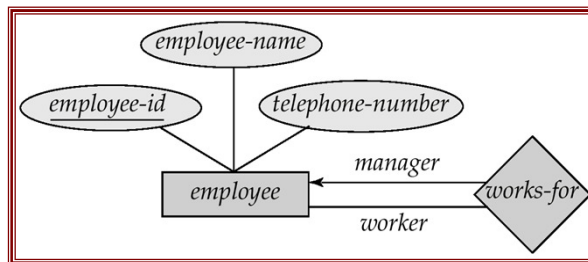 employee-name
employee-id
telephone-number
manager
employee
works-for
worker